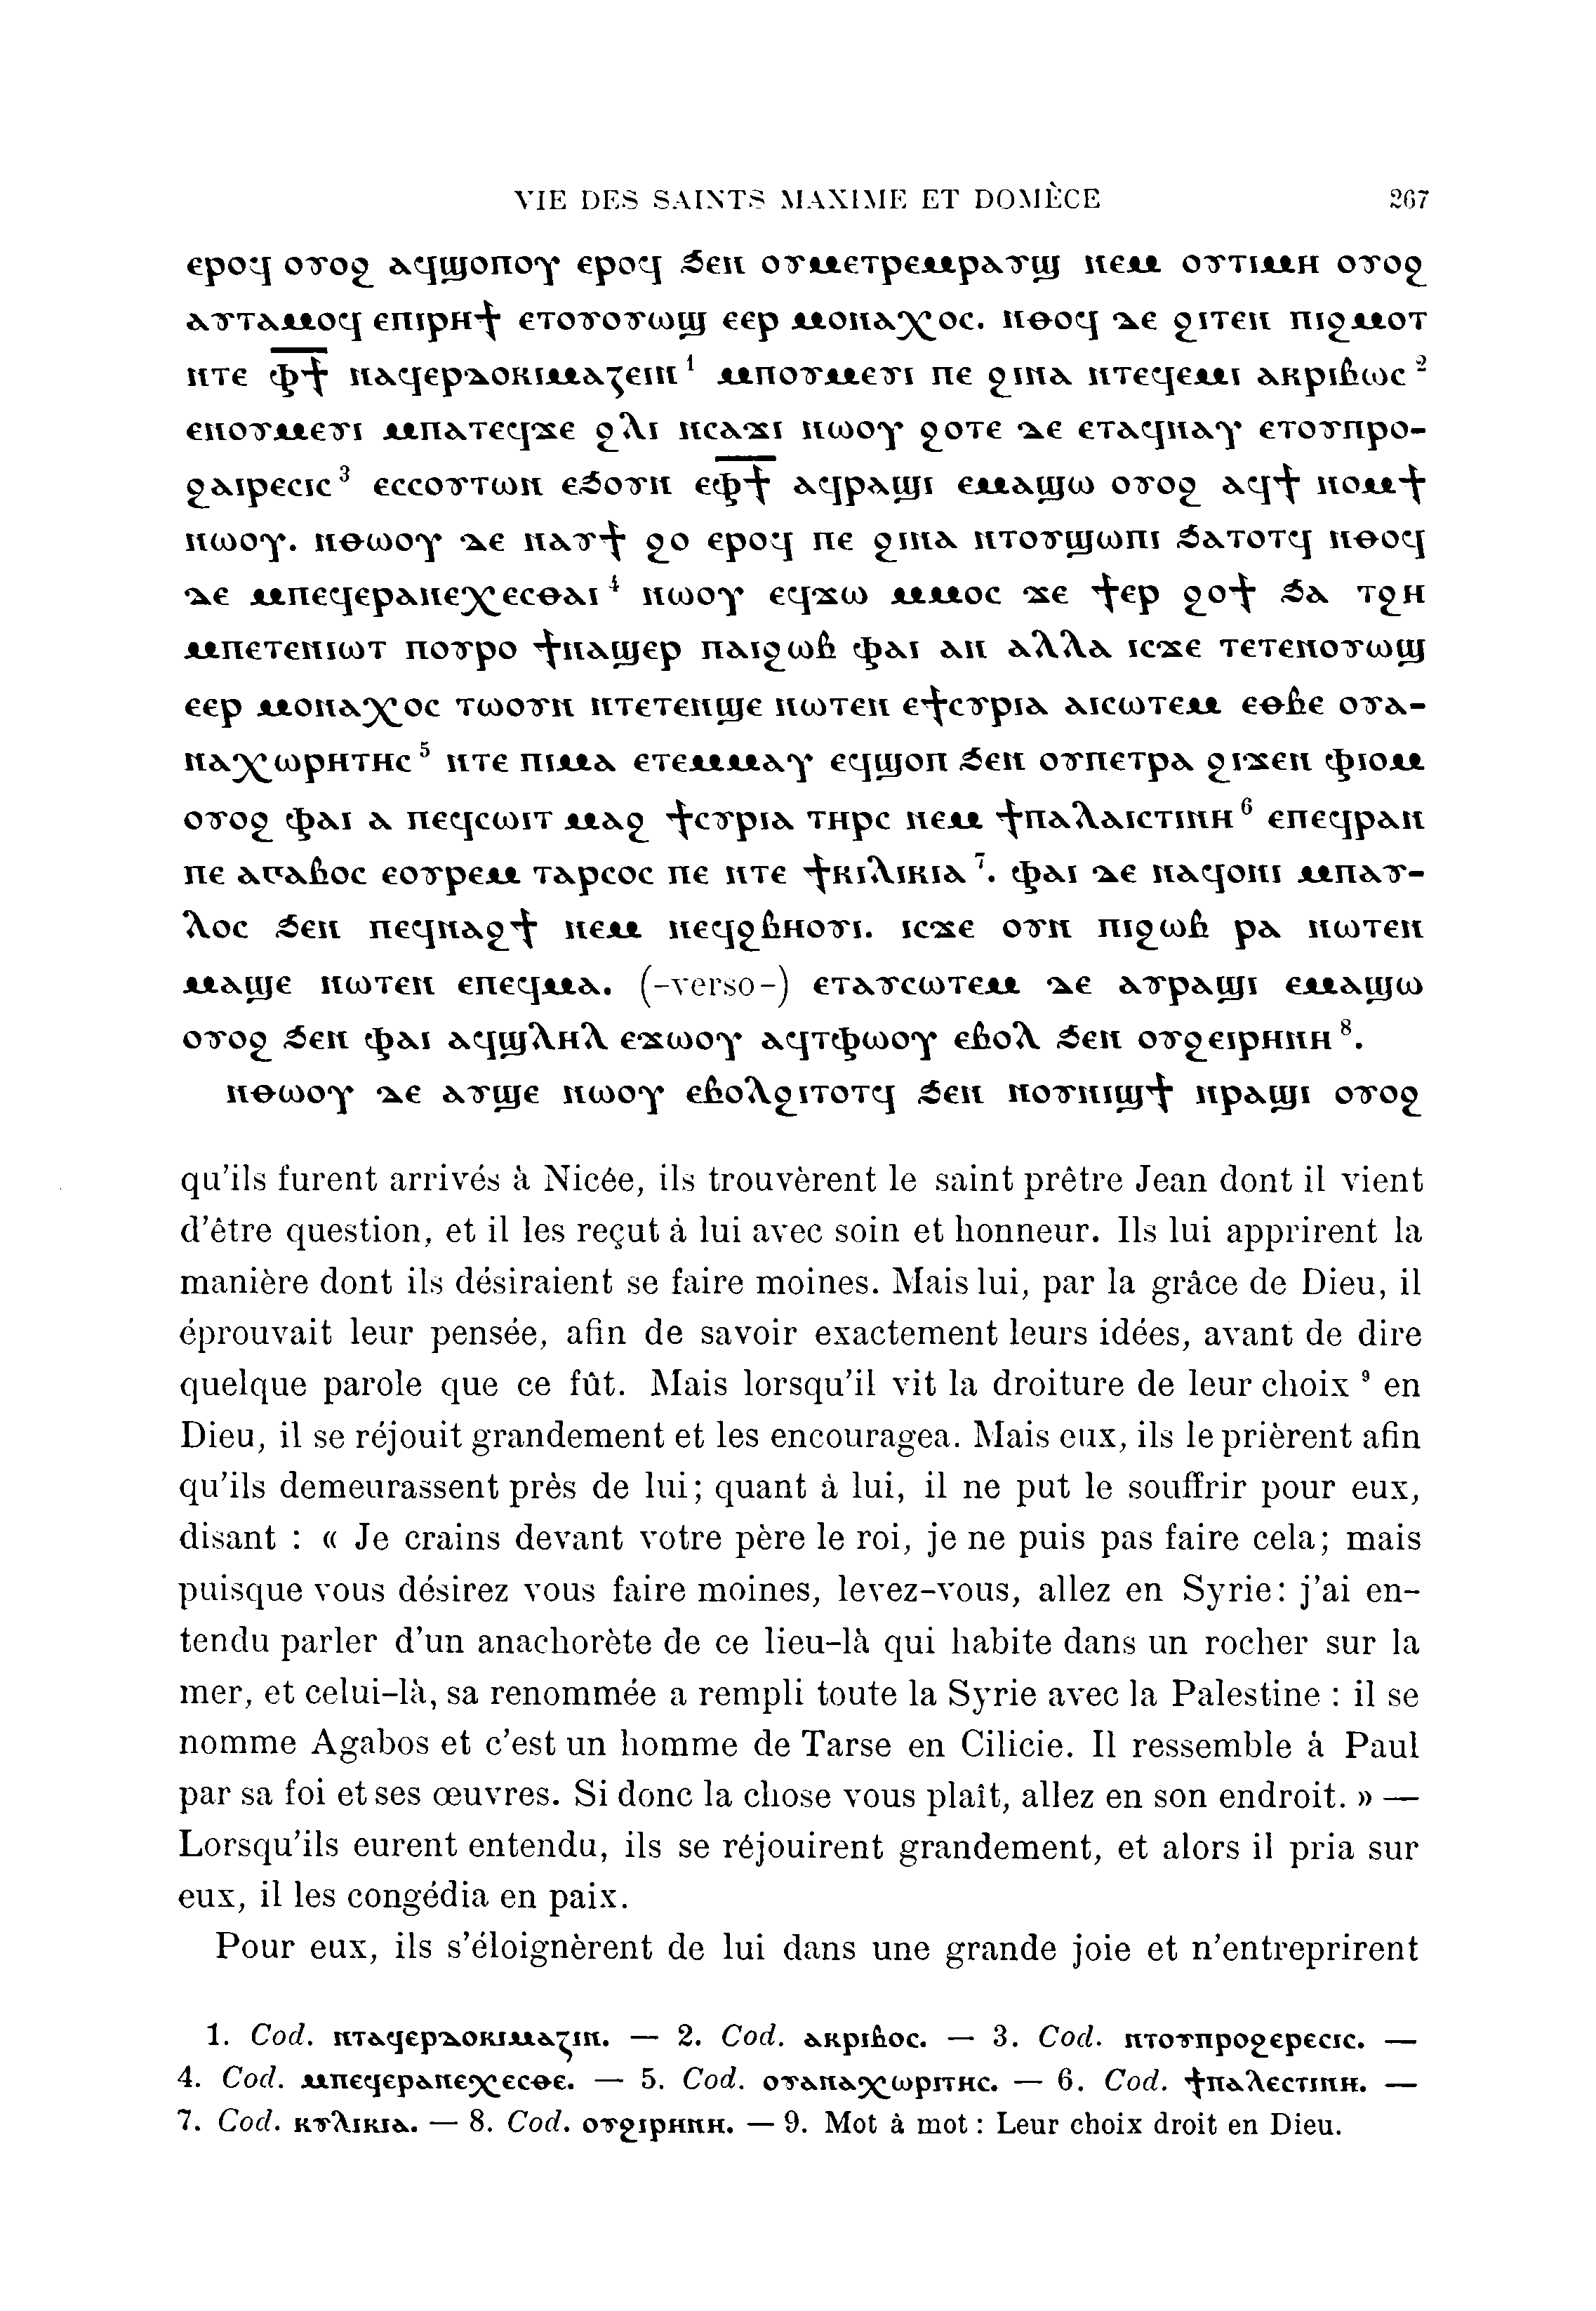 VIE DES SAINTS MAXIME ET DOMÈCE 267
ⲉⲣⲟϥ ⲟⲩⲟϩ ⲁϥϣⲟⲡⲟⲩ ⲉⲣⲟϥ ϧⲉⲛ ⲟⲩⲙⲉⲧⲣⲉⲙⲣⲁⲩϣ ⲛⲉⲙ ⲟⲩⲧⲓⲙⲏ ⲟⲩⲟϩ
ⲁⲩⲧⲁⲙⲟϥ ⲉⲡⲓⲣⲏϯ ⲉⲧⲟⲩⲟⲩⲱϣ ⲉⲉⲣ ⲙⲟⲛⲁⲭⲟⲥ. ⲛⲑⲟϥ ⲇⲉ ϩⲓⲧⲉⲛ ⲡⲓϩⲙⲟⲧ
ⲛⲧⲉ ⲫ̅ϯ̅ ⲛⲁϥⲉⲣⲇⲟⲕⲓⲙⲁⲍⲉⲓⲛ ¹ ⲙⲡⲟⲩⲙⲉⲩⲓ ⲡⲉ ϩⲓⲛⲁ ⲛⲧⲉϥⲉⲙⲓ ⲁⲕⲣⲓⲃⲱⲥ ²
ⲉⲛⲟⲩⲙⲉⲩⲓ ⲙⲡⲁⲧⲉϥϫⲉ ϩⲗⲓ ⲛⲥⲁϫⲓ ⲛⲱⲟⲩ ϩⲟⲧⲉ ⲇⲉ ⲉⲧⲁϥⲛⲁⲩ ⲉⲧⲟⲩⲡⲣⲟ-
ϩⲁⲓⲣⲉⲥⲓⲥ ³ ⲉⲥⲥⲟⲩⲧⲱⲛ ⲉϧⲟⲩⲛ ⲉⲫ̅ϯ̅ ⲁϥⲣⲁϣⲓ ⲉⲙⲁϣⲱ ⲟⲩⲟϩ ⲁϥϯ ⲛⲟⲙϯ
ⲛⲱⲟⲩ. ⲛⲑⲱⲟⲩ ⲇⲉ ⲛⲁⲩϯ ϩⲟ ⲉⲣⲟϥ ⲡⲉ ϩⲓⲛⲁ ⲛⲧⲟⲩϣⲱⲡⲓ ϧⲁⲧⲟⲧϥ ⲛⲑⲟϥ
ⲇⲉ ⲙⲡⲉϥⲉⲣⲁⲛⲉⲭⲉⲥⲑⲁⲓ ⁴ ⲛⲱⲟⲩ ⲉϥϫⲱ ⲙⲙⲟⲥ ϫⲉ ϯⲉⲣ ϩⲟϯ ϧⲁ ⲧϩⲏ
ⲙⲡⲉⲧⲉⲛⲓⲱⲧ ⲡⲟⲩⲣⲟ ϯⲛⲁϣⲉⲣ ⲡⲁⲓϩⲱⲃ ⲫⲁⲓ ⲁⲛ ⲁⲗⲗⲁ ⲓⲥϫⲉ ⲧⲉⲧⲉⲛⲟⲩⲱϣ
ⲉⲉⲣ ⲙⲟⲛⲁⲭⲟⲥ ⲧⲱⲟⲩⲛ ⲛⲧⲉⲧⲉⲛϣⲉ ⲛⲱⲧⲉⲛ ⲉϯⲥⲩⲣⲓⲁ ⲁⲓⲥⲱⲧⲉⲙ ⲉⲑⲃⲉ ⲟⲩⲁ-
ⲛⲁⲭⲱⲣⲏⲧⲏⲥ ⁵ ⲛⲧⲉ ⲡⲓⲙⲁ ⲉⲧⲉⲙⲙⲁⲩ ⲉϥϣⲟⲡ ϧⲉⲛ ⲟⲩⲡⲉⲧⲣⲁ ϩⲓϫⲉⲛ ⲫⲓⲟⲙ
ⲟⲩⲟϩ ⲫⲁⲓ ⲁ ⲡⲉϥⲥⲱⲓⲧ ⲙⲁϩ ϯⲥⲩⲣⲓⲁ ⲧⲏⲣⲥ ⲛⲉⲙ ϯⲡⲁⲗⲁⲓⲥⲧⲓⲛⲏ ⁶ ⲉⲡⲉϥⲣⲁⲛ
ⲡⲉ ⲁⲅⲁⲃⲟⲥ ⲉⲟⲩⲣⲉⲙ ⲧⲁⲣⲥⲟⲥ ⲡⲉ ⲛⲧⲉ ϯⲕⲓⲗⲓⲕⲓⲁ ⁷. ⲫⲁⲓ ⲇⲉ ⲛⲁϥⲟⲛⲓ ⲙⲡⲁⲩ-
ⲗⲟⲥ ϧⲉⲛ ⲡⲉϥⲛⲁϩϯ ⲛⲉⲙ ⲛⲉϥϩⲃⲏⲟⲩⲓ. ⲓⲥϫⲉ ⲟⲩⲛ ⲡⲓϩⲱⲃ ⲣⲁ ⲛⲱⲧⲉⲛ
ⲙⲁϣⲉ ⲛⲱⲧⲉⲛ ⲉⲡⲉϥⲙⲁ. (-verso-) ⲉⲧⲁⲩⲥⲱⲧⲉⲙ ⲇⲉ ⲁⲩⲣⲁϣⲓ ⲉⲙⲁϣⲱ
ⲟⲩⲟϩ ϧⲉⲛ ⲫⲁⲓ ⲁϥϣⲗⲏⲗ ⲉϫⲱⲟⲩ ⲁϥⲧⲫⲱⲟⲩ ⲉⲃⲟⲗ ϧⲉⲛ ⲟⲩϩⲉⲓⲣⲏⲛⲏ ⁸.
ⲛⲑⲱⲟⲩ ⲇⲉ ⲁⲩϣⲉ ⲛⲱⲟⲩ ⲉⲃⲟⲗϩⲓⲧⲟⲧϥ ϧⲉⲛ ⲛⲟⲩⲛⲓϣϯ ⲛⲣⲁϣⲓ ⲟⲩⲟϩ
qu'ils furent arrivés à Nicée, ils trouvèrent le saint prêtre Jean dont il vient
d'être question, et il les reçut à lui avec soin et honneur. Ils lui apprirent la
manière dont ils désiraient se faire moines. Mais lui, par la grâce de Dieu, il
éprouvait leur pensée, afin de savoir exactement leurs idées, avant de dire
quelque parole que ce fût. Mais lorsqu'il vit la droiture de leur choix ⁹ en
Dieu, il se réjouit grandement et les encouragea. Mais eux, ils le prièrent afin
qu'ils demeurassent près de lui; quant à lui, il ne put le souffrir pour eux,
disant : « Je crains devant votre père le roi, je ne puis pas faire cela; mais
puisque vous désirez vous faire moines, levez-vous, allez en Syrie: j'ai en-
tendu parler d'un anachorète de ce lieu-là qui habite dans un rocher sur la
mer, et celui-là, sa renommée a rempli toute la Syrie avec la Palestine : il se
nomme Agabos et c'est un homme de Tarse en Cilicie. Il ressemble à Paul
par sa foi et ses œuvres. Si donc la chose vous plaît, allez en son endroit. » —
Lorsqu'ils eurent entendu, ils se réjouirent grandement, et alors il pria sur
eux, il les congédia en paix.
Pour eux, ils s'éloignèrent de lui dans une grande joie et n'entreprirent
1. Cod. ⲛⲧⲁϥⲉⲣⲇⲟⲕⲓⲙⲁⲍⲓⲛ. — 2. Cod. ⲁⲕⲣⲓⲃⲟⲥ. — 3. Cod. ⲛⲧⲟⲩⲡⲣⲟϩⲉⲣⲉⲥⲓⲥ. —
4. Cod. ⲙⲡⲉϥⲉⲣⲁⲛⲉⲭⲉⲥⲑⲉ. — 5. Cod. ⲟⲩⲁⲛⲁⲭⲱⲣⲓⲧⲏⲥ. — 6. Cod. ϯⲡⲁⲗⲉⲥⲧⲓⲛⲏ. —
7. Cod. ⲕⲩⲗⲓⲕⲓⲁ. — 8. Cod. ⲟⲩϩⲓⲣⲏⲛⲏ. — 9. Mot à mot : Leur choix droit en Dieu.